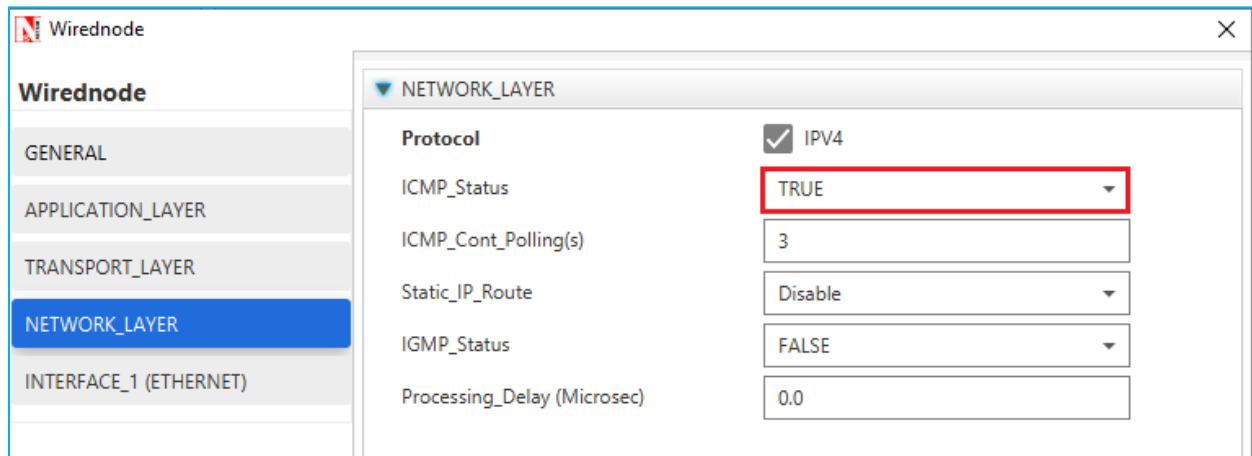 Wirednode
Wirednode
GENERAL
APPLICATION_LAYER
TRANSPORT_LAYER
NETWORK_LAYER
INTERFACE_1 (ETHERNET)
NETWORK_LAYER
Protocol IPV4
ICMP_Status TRUE
ICMP_Cont_Polling(s) 3
Static_IP_Route Disable
IGMP_Status FALSE
Processing_Delay (Microsec) 0.0